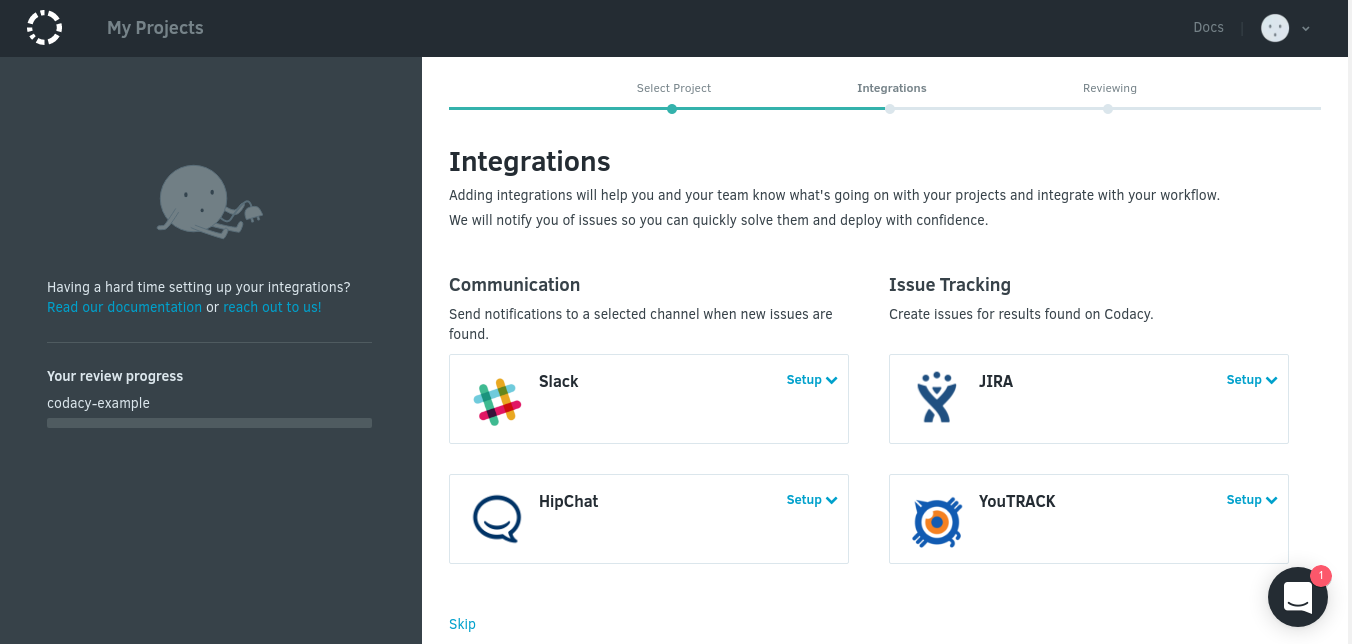 My Projects
Docs
Having a hard time setting up your integrations?
Read our documentation or reach out to us!
Your review progress
codacy-example
Select Project
Integrations
Reviewing
Integrations
Adding integrations will help you and your team know what's going on with your projects and integrate with your workflow.
We will notify you of issues so you can quickly solve them and deploy with confidence.
Communication
Send notifications to a selected channel when new issues are
found.
Slack
Setup
HipChat
Setup
Issue Tracking
Create issues for results found on Codacy.
JIRA
Setup
YouTRACK
Setup
Skip
1